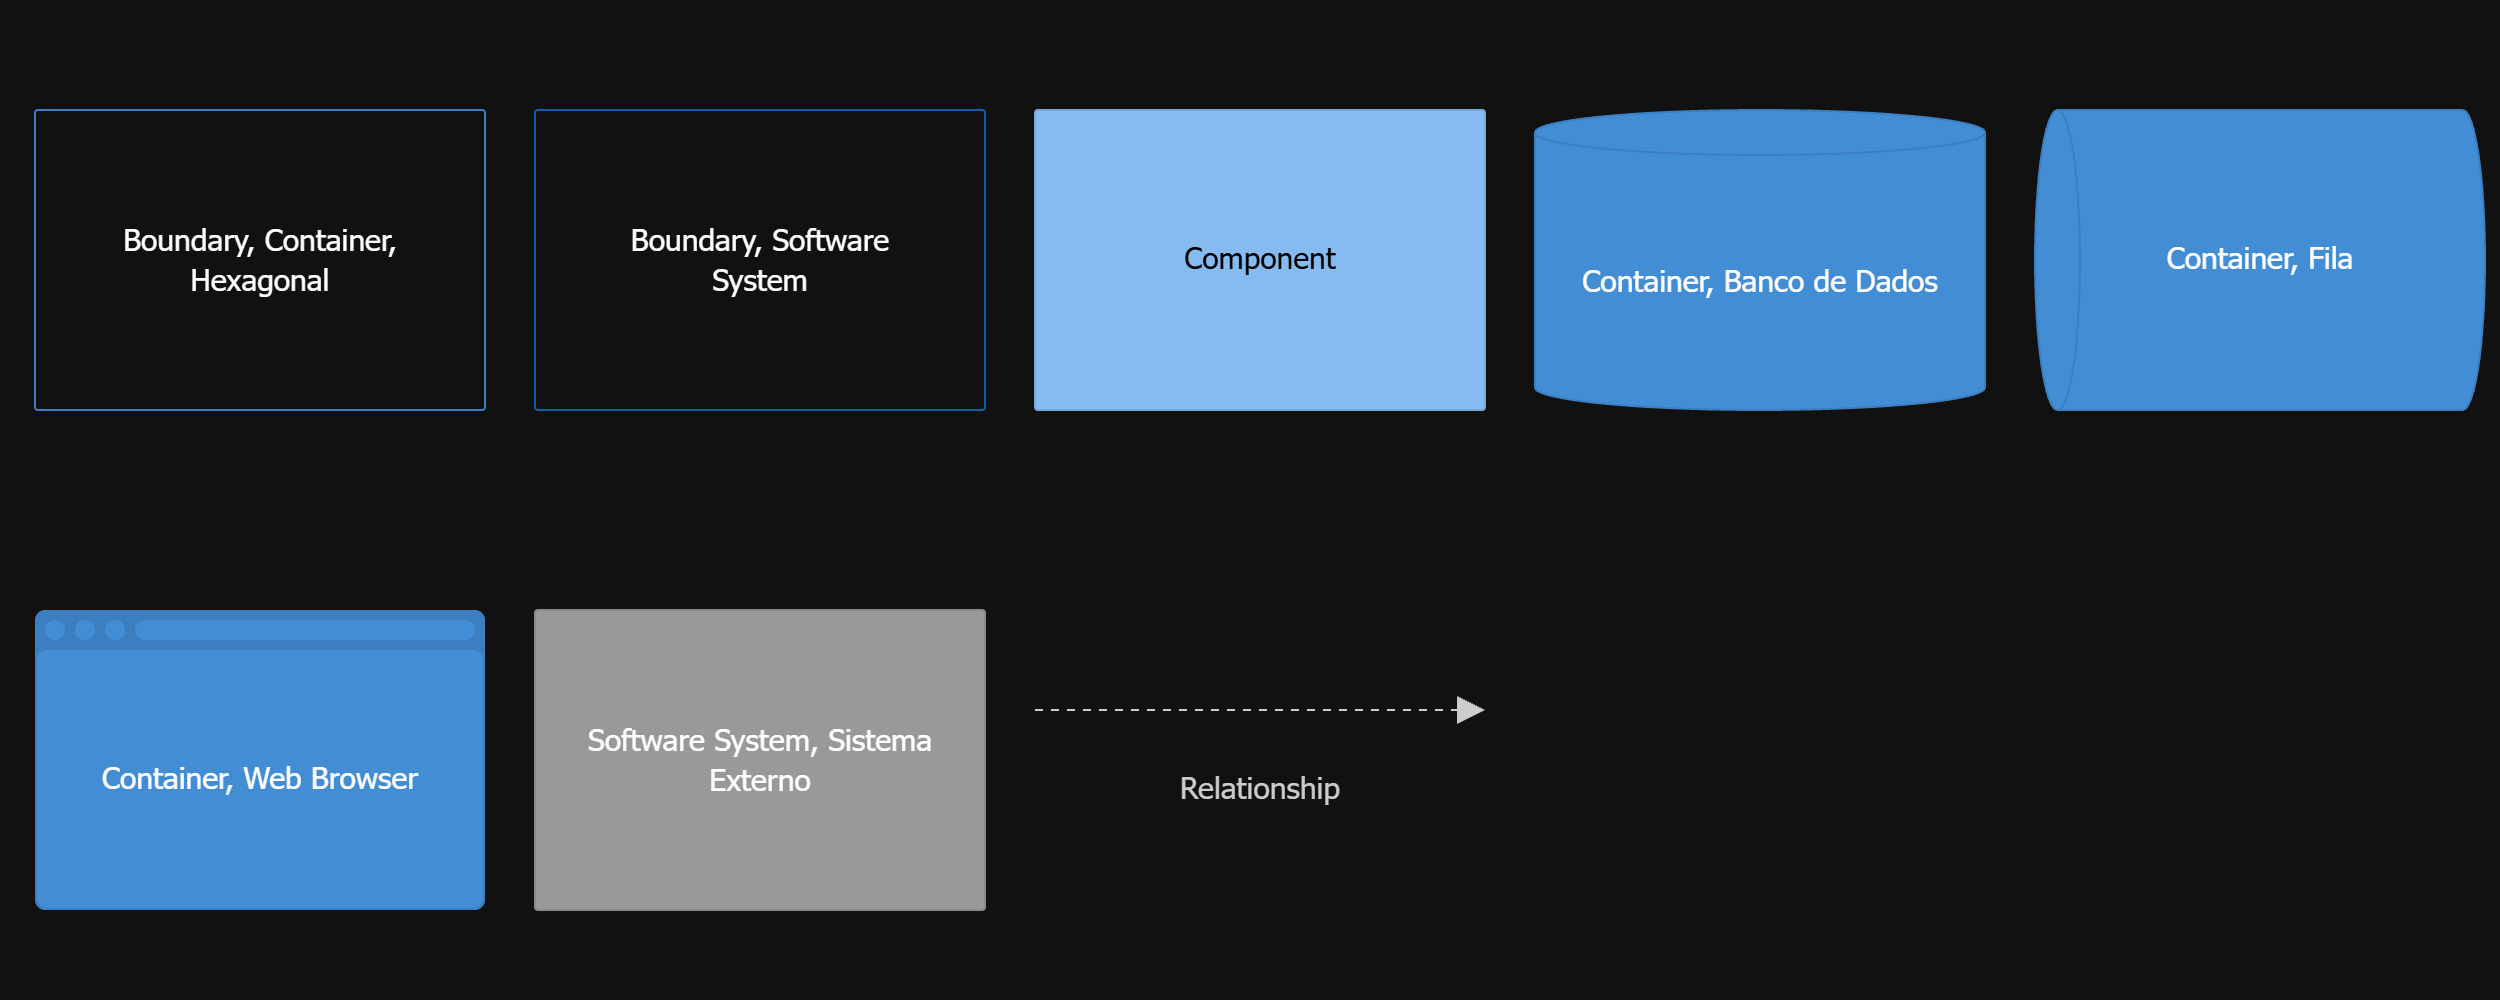 Boundary, Container,
Hexagonal
Boundary, Software
System
Component
Container, Banco de Dados
Container, Fila
Container, Web Browser
Software System, Sistema
Externo
Relationship